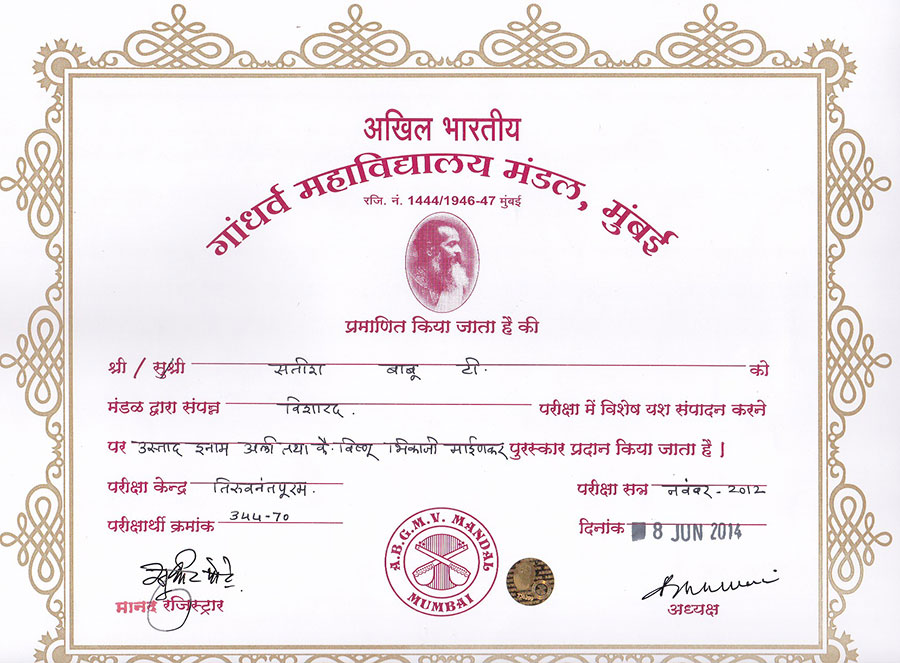 अखिल भारतीय
गांधर्व महाविद्यालय मंडल, मुंबई
रजि. नं. 1444/1946-47 मुंबई
प्रमाणित किया जाता है की
श्री / सुश्री सतीश बाबू टी. को
मंडळ द्वारा संपन्न विशारद. परीक्षा में विशेष यश संपादन करने
पर उस्ताद इनाम अली तथा कै. विष्णू भिकाजी माईणकर पुरस्कार प्रदान किया जाता है |
परीक्षा केन्द्र तिरुवनंतपूरम. परीक्षा सत्र नवंबर - 2012
परीक्षार्थी क्रमांक 344-70 दिनांक 8 JUN 2014
A.B.G.M.V. MANDAL
MUMBAI
मानद रजिस्ट्रार
अध्यक्ष